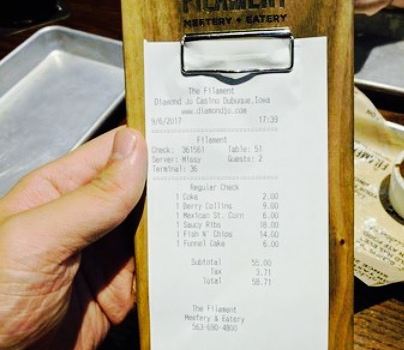 FILAMENT
MEETERY + EATERY
The Filament
Diamond Jo Casino Dubuque, Iowa
www.diamondjo.com
9/6/2017 17:39
Filament
Check: 361561 Table: 51
Server: Missy Guests: 2
Terminal: 36
Regular Check
1 Coke 2.00
1 Berry Collins 9.00
1 Mexican St. Corn 6.00
1 Saucy Ribs 18.00
1 Fish N' Chips 14.00
1 Funnel Cake 6.00
Subtotal 55.00
Tax 3.71
Total 58.71
The Filament
Meetery & Eatery
563-690-4800